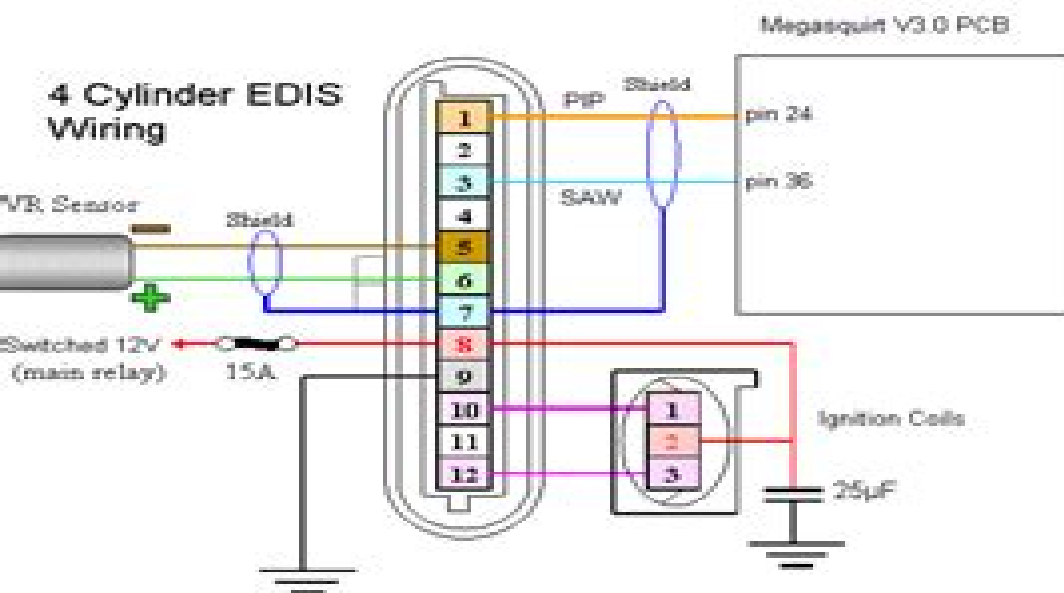 Megasquirt V3.0 PCB
4 Cylinder EDIS
Wiring
PIP
Shield
pin 24
SAW
pin 36
VR Sensor
Shield
Switched 12V
(main relay)
15A
1
2
3
4
5
6
7
8
9
10
11
12
1
2
3
Ignition Coils
25µF